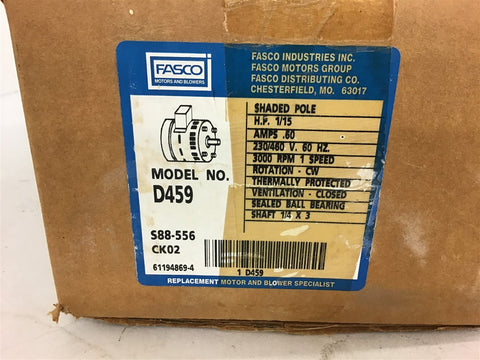 FASCO
MOTORS AND BLOWERS
FASCO INDUSTRIES INC.
FASCO MOTORS GROUP
FASCO DISTRIBUTING CO.
CHESTERFIELD, MO. 63017
MODEL NO.
D459
S88-556
CK02
61194869-4
SHADED POLE
H.P. 1/15
AMPS .60
230/460 V. 60 HZ.
3000 RPM 1 SPEED
ROTATION - CW
THERMALLY PROTECTED
VENTILATION - CLOSED
SEALED BALL BEARING
SHAFT 1/4 X 3
1 D459
REPLACEMENT MOTOR AND BLOWER SPECIALIST